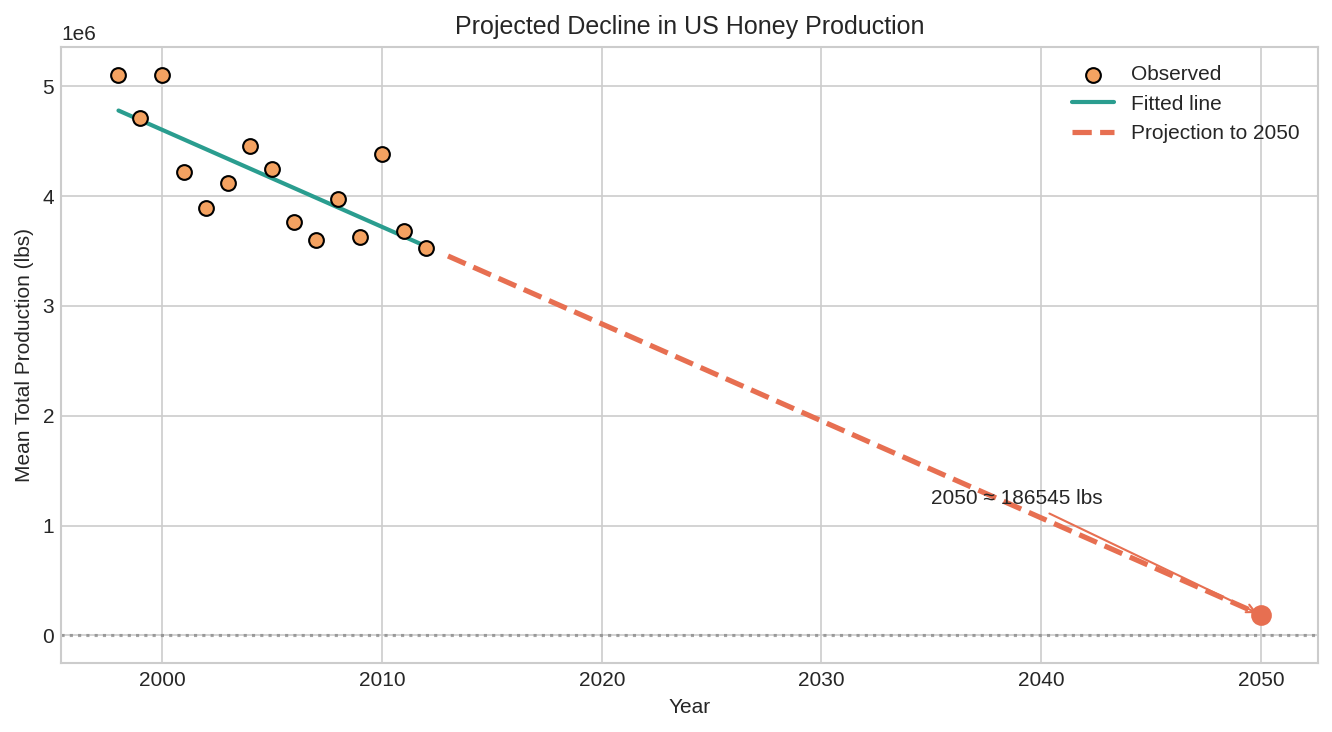 Projected Decline in US Honey Production
1e6
Observed
Fitted line
Projection to 2050
5
4
3
2
1
0
Mean Total Production (lbs)
2050 ≈ 186545 lbs
2000
2010
2020
2030
2040
2050
Year